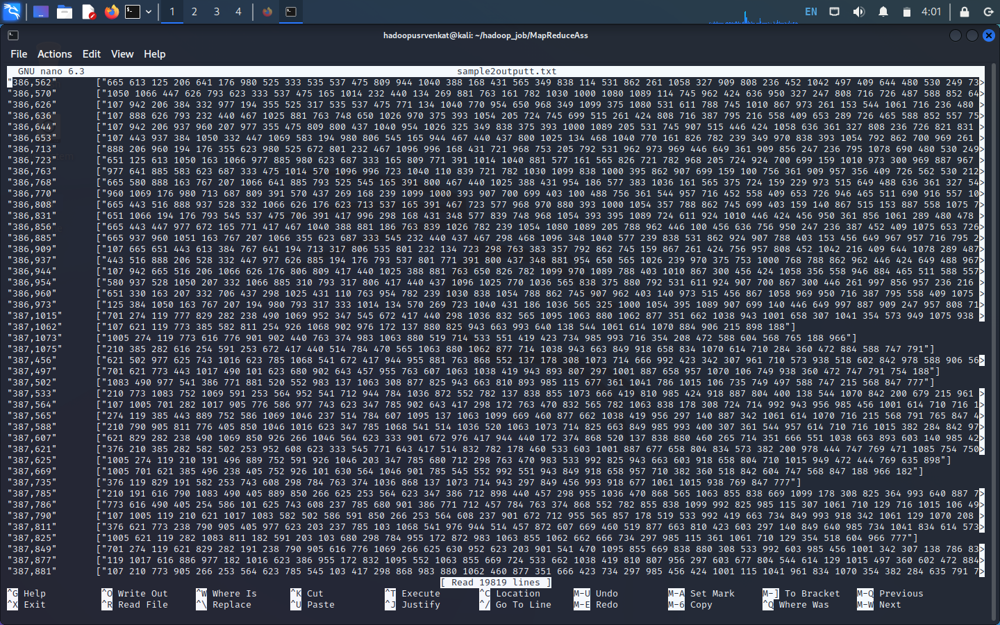 1 2 3 4 EN 4:01
hadoopusrvenkat@kali: ~/hadoop_job/MapReduceAss
File Actions Edit View Help
GNU nano 6.3 sample2outputt.txt
"386,562" ["665 613 125 206 641 176 980 525 333 535 537 475 809 944 1040 388 168 431 565 349 838 114 531 862 261 1058 327 909 808 236 452 1042 497 409 644 480 530 249 73>
"386,570" ["1050 1066 447 626 793 623 333 537 475 165 1014 232 440 134 269 881 763 161 782 1030 1000 1080 1089 114 745 962 424 636 950 327 247 808 716 726 487 588 852 64>
"386,626" ["107 942 206 384 332 977 194 355 525 317 535 537 475 771 134 1040 770 954 650 968 349 1099 375 1080 531 611 788 745 1010 867 973 261 153 544 1061 716 236 480 >
"386,636" ["107 888 626 793 232 440 467 1025 881 763 748 650 1026 970 375 393 1054 205 724 745 699 515 261 424 808 716 387 795 216 558 409 653 289 726 465 588 852 557 75>
"386,644" ["107 942 206 937 960 207 977 355 475 809 800 437 1040 954 1026 325 349 838 375 393 1000 1089 205 531 745 907 515 446 424 1058 636 361 327 808 236 726 821 831 >
"386,653" ["107 443 937 384 1050 332 447 1069 583 194 980 806 545 165 944 467 440 437 800 1025 134 468 1040 770 161 826 782 239 349 970 838 393 1054 792 862 700 969 261 >
"386,713" ["888 206 960 194 176 355 623 980 525 672 801 232 467 1096 996 168 431 721 968 753 205 792 531 962 973 969 446 649 361 909 856 247 236 795 1078 690 480 530 249>
"386,723" ["651 125 613 1050 163 1066 977 885 980 623 687 333 165 809 771 391 1014 1040 881 577 161 565 826 721 782 968 205 724 924 700 699 159 1010 973 300 969 887 967 >
"386,763" ["977 641 885 583 623 687 333 475 1014 570 1096 996 723 1040 110 839 721 782 1030 1099 838 1000 395 862 907 699 159 100 756 361 909 957 356 409 726 562 530 212>
"386,768" ["665 580 888 163 767 207 1066 641 885 793 525 545 165 391 800 467 440 1025 388 431 954 186 577 383 1036 161 565 375 724 159 229 973 515 649 488 636 361 327 54>
"386,770" ["960 1069 176 980 713 687 809 391 570 437 269 168 239 1099 1000 393 907 700 699 403 100 488 756 361 544 957 716 452 558 409 653 726 946 465 511 690 916 557 10>
"386,808" ["665 443 516 888 937 528 332 1066 626 176 623 713 537 165 391 467 723 577 968 970 880 393 1000 1054 357 788 862 745 699 403 159 140 867 515 153 887 558 1075 7>
"386,831" ["651 1066 194 176 793 545 537 475 706 391 417 996 298 168 431 348 577 839 748 968 1054 393 395 1089 724 611 924 1010 446 424 456 950 361 856 1061 289 480 478 >
"386,856" ["665 443 447 977 672 165 771 417 467 1040 388 881 186 763 839 1026 782 239 1054 1080 1089 205 788 962 446 100 456 636 756 950 247 236 387 452 409 1075 653 726>
"386,885" ["665 937 960 1051 163 767 207 1066 355 623 687 333 545 232 440 437 467 298 468 1096 348 1040 577 239 838 531 862 924 907 788 403 153 456 649 967 957 716 795 2>
"386,909" ["107 665 651 443 613 384 767 641 194 713 317 806 535 801 232 134 723 298 763 383 357 792 862 745 159 867 261 424 756 957 808 452 1042 216 409 644 1078 289 487>
"386,937" ["443 516 888 206 528 332 447 977 626 885 194 176 793 537 801 771 391 800 437 348 881 954 650 565 1026 239 970 375 753 1000 768 788 862 962 446 424 649 488 967>
"386,944" ["107 942 665 516 206 1066 626 176 806 809 417 440 1025 388 881 763 650 826 782 1099 970 1089 788 403 1010 867 300 456 424 1058 356 558 946 884 465 511 588 557>
"386,954" ["580 937 528 1050 207 332 1066 885 310 793 317 806 417 440 437 1096 1025 770 1036 565 838 375 880 792 531 611 924 907 700 867 300 446 261 997 856 957 236 216 >
"386,960" ["651 330 163 207 332 706 437 298 1025 431 110 763 954 782 239 1030 838 1054 788 862 745 907 962 403 140 973 515 456 867 1058 969 950 716 387 795 558 409 1075 >
"386,973" ["125 384 1050 163 767 207 194 980 793 317 333 1014 134 570 269 723 1040 431 186 1036 565 325 1000 1054 395 1089 907 699 140 446 649 997 887 909 247 957 808 71>
"387,1015" ["701 274 119 777 829 282 238 490 1069 952 347 545 672 417 440 298 1036 832 565 1095 1063 880 1062 877 351 662 1038 943 1001 658 307 1041 354 573 949 1075 938 >
"387,1062" ["107 621 119 773 385 582 811 254 926 1068 902 976 172 137 880 825 943 663 993 640 138 544 1061 614 1070 884 906 215 898 188"]
"387,1073" ["1005 274 119 773 616 776 901 902 440 763 374 983 1063 880 519 714 533 551 419 423 734 985 993 716 354 208 472 588 604 568 765 188 966"]
"387,1075" ["210 385 282 616 254 591 253 672 417 440 514 784 470 565 1063 880 1062 877 714 1038 943 663 849 918 658 834 1070 614 710 284 360 472 884 588 747 791"]
"387,456" ["621 502 977 625 743 1016 623 785 1068 541 672 417 944 955 881 763 868 552 137 178 308 1073 714 666 992 423 342 307 961 710 573 938 518 602 842 978 588 906 56>
"387,497" ["701 621 773 443 1017 490 101 623 680 902 643 457 955 763 607 1063 1038 419 943 893 807 297 1001 887 658 957 1070 106 749 938 360 472 747 791 754 188"]
"387,502" ["1083 490 977 541 386 771 881 520 552 983 137 1063 308 877 825 943 663 810 893 985 115 677 361 1041 786 1015 106 735 749 497 588 747 215 568 847 777"]
"387,533" ["210 773 1083 752 1069 591 253 564 952 541 712 944 784 1036 872 552 782 137 838 855 1073 666 419 810 985 424 918 887 804 400 138 544 1070 842 200 679 215 961 >
"387,564" ["107 1005 701 282 1017 905 776 586 977 743 623 347 785 902 643 417 298 172 763 470 832 565 782 1063 838 178 308 724 714 992 943 956 985 456 1001 614 710 716 1>
"387,565" ["274 119 385 443 889 752 586 1069 1046 237 514 784 607 1095 137 1063 1099 669 460 877 662 1038 419 956 297 140 887 342 1061 614 1070 716 215 568 791 765 847 4>
"387,588" ["210 790 905 811 776 405 850 1046 1016 623 347 785 1068 541 514 1036 520 1063 1073 714 825 663 849 985 993 400 307 361 544 957 614 710 716 1015 382 284 842 97>
"387,607" ["621 829 282 238 490 1069 850 926 266 1046 564 623 333 901 672 976 417 944 440 172 374 868 520 137 838 880 460 265 714 351 666 551 1038 663 893 603 140 985 42>
"387,621" ["376 210 385 282 582 502 253 952 608 623 333 545 771 643 417 514 832 782 178 460 533 603 1001 887 677 658 804 834 573 382 200 978 444 747 769 471 1085 754 750>
"387,625" ["1005 274 119 210 191 496 889 752 591 926 1046 203 347 785 680 712 298 763 470 983 533 992 825 943 663 603 918 658 804 710 1015 949 472 444 769 635 898"]
"387,669" ["1005 701 621 385 496 238 405 752 926 101 630 564 1046 901 785 545 552 992 551 943 849 918 658 957 710 382 360 518 842 604 747 568 847 188 966 182"]
"387,735" ["376 119 829 191 582 253 743 608 298 784 763 374 1036 868 137 1073 714 943 297 849 456 993 918 677 1061 1015 938 769 847 777"]
"387,785" ["210 191 616 790 1083 490 405 889 850 266 625 253 564 623 347 386 712 898 440 457 298 955 1036 470 868 565 1063 855 838 669 1099 178 308 825 364 993 640 887 7>
"387,786" ["773 616 490 405 254 586 101 625 743 608 237 785 680 901 386 771 712 457 784 763 374 868 552 782 855 838 1099 992 825 985 115 307 1061 710 129 716 1015 106 49>
"387,790" ["107 1005 119 210 621 1017 1083 582 502 586 591 850 266 253 564 608 237 901 672 712 955 565 857 178 519 533 992 419 663 734 849 993 918 342 1061 129 1070 208 >
"387,811" ["376 621 773 238 790 905 405 977 623 203 237 785 103 1068 541 976 944 514 457 872 607 669 460 519 877 663 810 423 603 297 140 849 640 985 734 1041 834 614 573>
"387,825" ["1005 621 119 282 1083 811 182 591 203 103 680 298 784 955 172 872 983 1063 855 1062 662 666 734 297 985 115 361 1061 710 129 354 518 604 966 777"]
"387,849" ["701 274 119 621 829 282 191 238 790 905 616 776 1069 266 625 630 952 623 203 901 541 470 1095 855 669 838 880 308 533 992 603 985 456 1001 342 307 138 786 83>
"387,877" ["119 1017 616 886 977 182 1016 623 386 955 172 832 1095 552 1063 855 669 724 533 662 1038 419 810 807 956 297 603 677 804 544 614 129 1015 497 360 602 472 884>
"387,881" ["107 210 773 905 266 253 564 623 785 545 103 417 298 868 983 880 1062 460 877 351 666 423 734 297 985 456 424 1001 115 1041 961 834 1070 354 382 284 635 791 7>
[ Read 19819 lines ]
^G Help ^O Write Out ^W Where Is ^K Cut ^T Execute ^C Location M-U Undo M-A Set Mark M-] To Bracket M-Q Previous
^X Exit ^R Read File ^\ Replace ^U Paste ^J Justify ^/ Go To Line M-E Redo M-6 Copy ^Q Where Was M-W Next